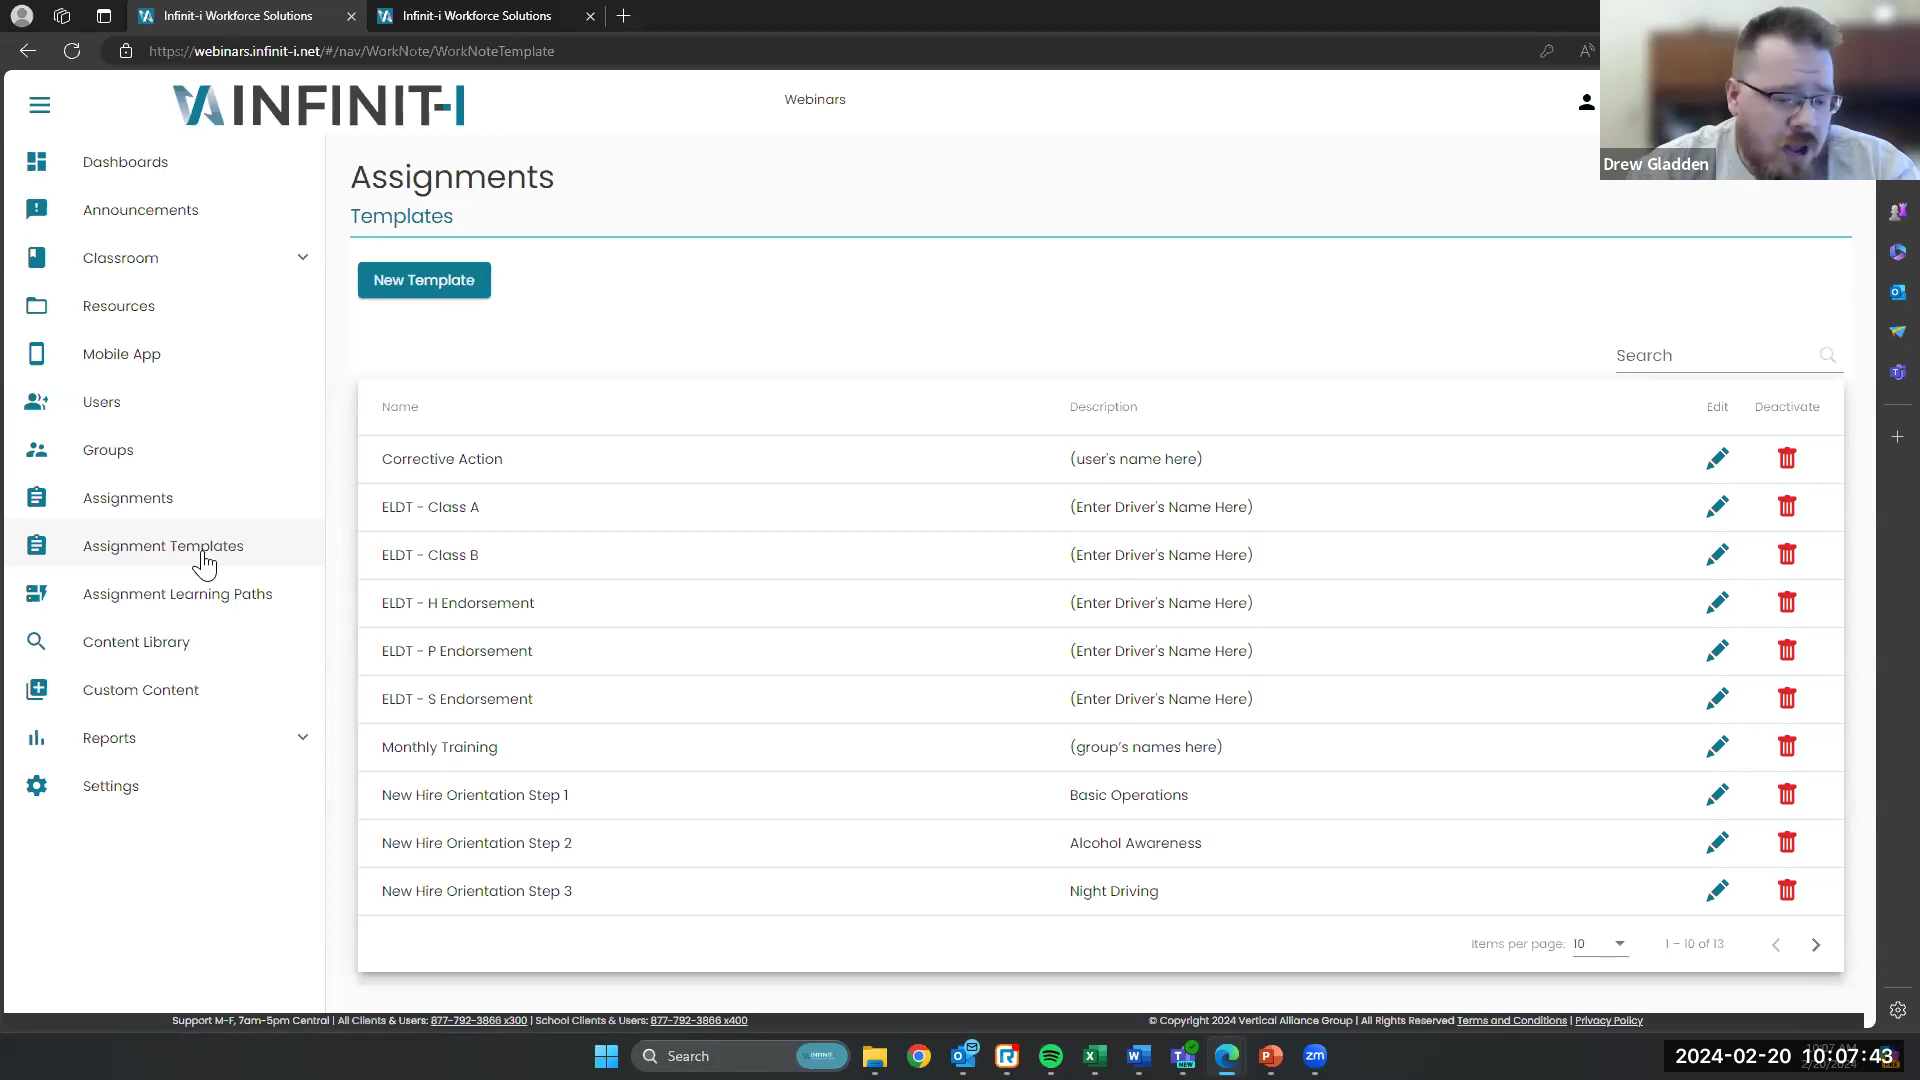 Infinit-i Workforce Solutions
Infinit-i Workforce Solutions
https://webinars.infinit-i.net/#/nav/WorkNote/WorkNoteTemplate
INFINIT-I
Webinars
Drew Gladden
Dashboards
Announcements
Classroom
Resources
Mobile App
Users
Groups
Assignments
Assignment Templates
Assignment Learning Paths
Content Library
Custom Content
Reports
Settings
Assignments
Templates
New Template
Search
Name Description Edit Deactivate
Corrective Action (user's name here)
ELDT - Class A (Enter Driver's Name Here)
ELDT - Class B (Enter Driver's Name Here)
ELDT - H Endorsement (Enter Driver's Name Here)
ELDT - P Endorsement (Enter Driver's Name Here)
ELDT - S Endorsement (Enter Driver's Name Here)
Monthly Training (group's names here)
New Hire Orientation Step 1 Basic Operations
New Hire Orientation Step 2 Alcohol Awareness
New Hire Orientation Step 3 Night Driving
Items per page: 10 1 – 10 of 13
Support M-F, 7am-5pm Central | All Clients & Users: 877-792-3866 x300 | School Clients & Users: 877-792-3866 x400
© Copyright 2024 Vertical Alliance Group | All Rights Reserved Terms and Conditions | Privacy Policy
Search
2024-02-20 10:07:43